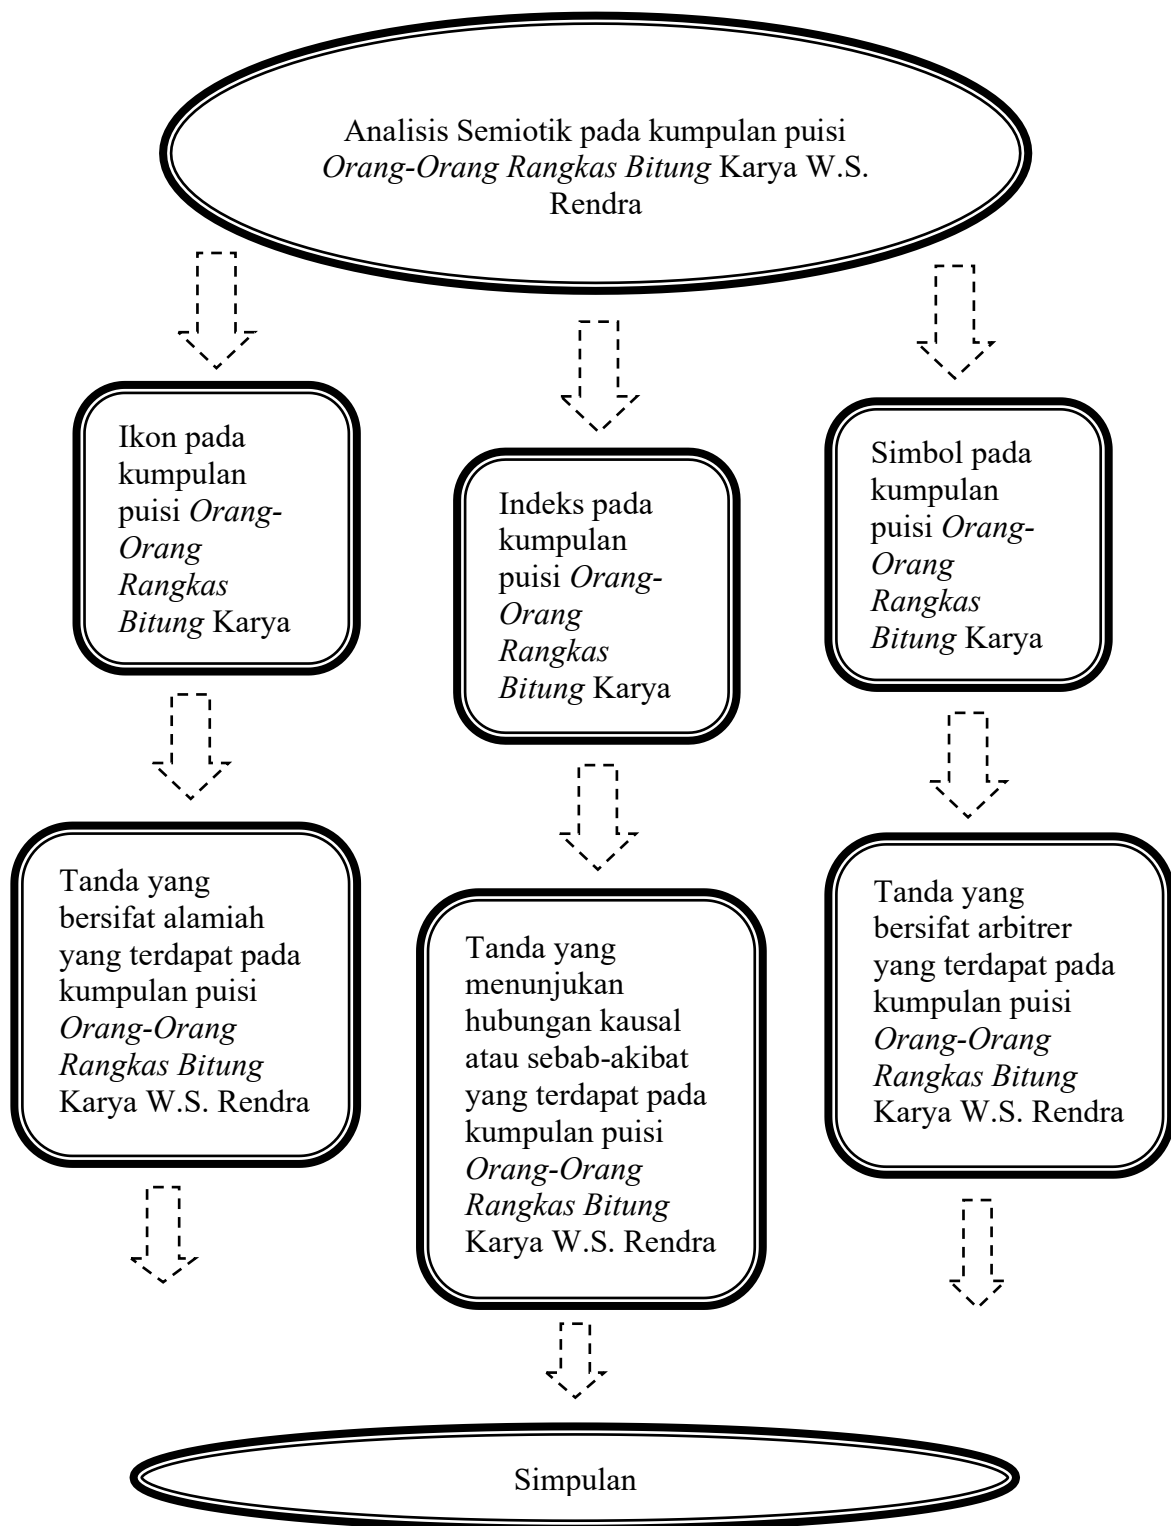 Analisis Semiotik pada kumpulan puisi
Orang-Orang Rangkas Bitung Karya W.S.
Rendra
Ikon pada
kumpulan
puisi Orang-
Orang
Rangkas
Bitung Karya
Indeks pada
kumpulan
puisi Orang-
Orang
Rangkas
Bitung Karya
Simbol pada
kumpulan
puisi Orang-
Orang
Rangkas
Bitung Karya
Tanda yang
bersifat alamiah
yang terdapat pada
kumpulan puisi
Orang-Orang
Rangkas Bitung
Karya W.S. Rendra
Tanda yang
menunjukan
hubungan kausal
atau sebab-akibat
yang terdapat pada
kumpulan puisi
Orang-Orang
Rangkas Bitung
Karya W.S. Rendra
Tanda yang
bersifat arbitrer
yang terdapat pada
kumpulan puisi
Orang-Orang
Rangkas Bitung
Karya W.S. Rendra
Simpulan